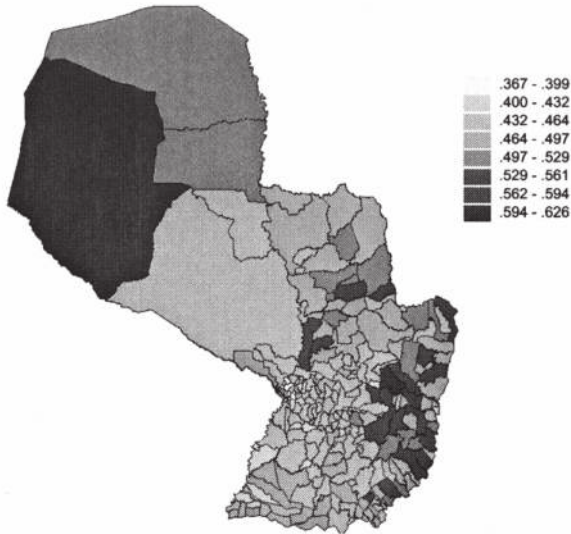 .367 - .399
.400 - .432
.432 - .464
.464 - .497
.497 - .529
.529 - .561
.562 - .594
.594 - .626